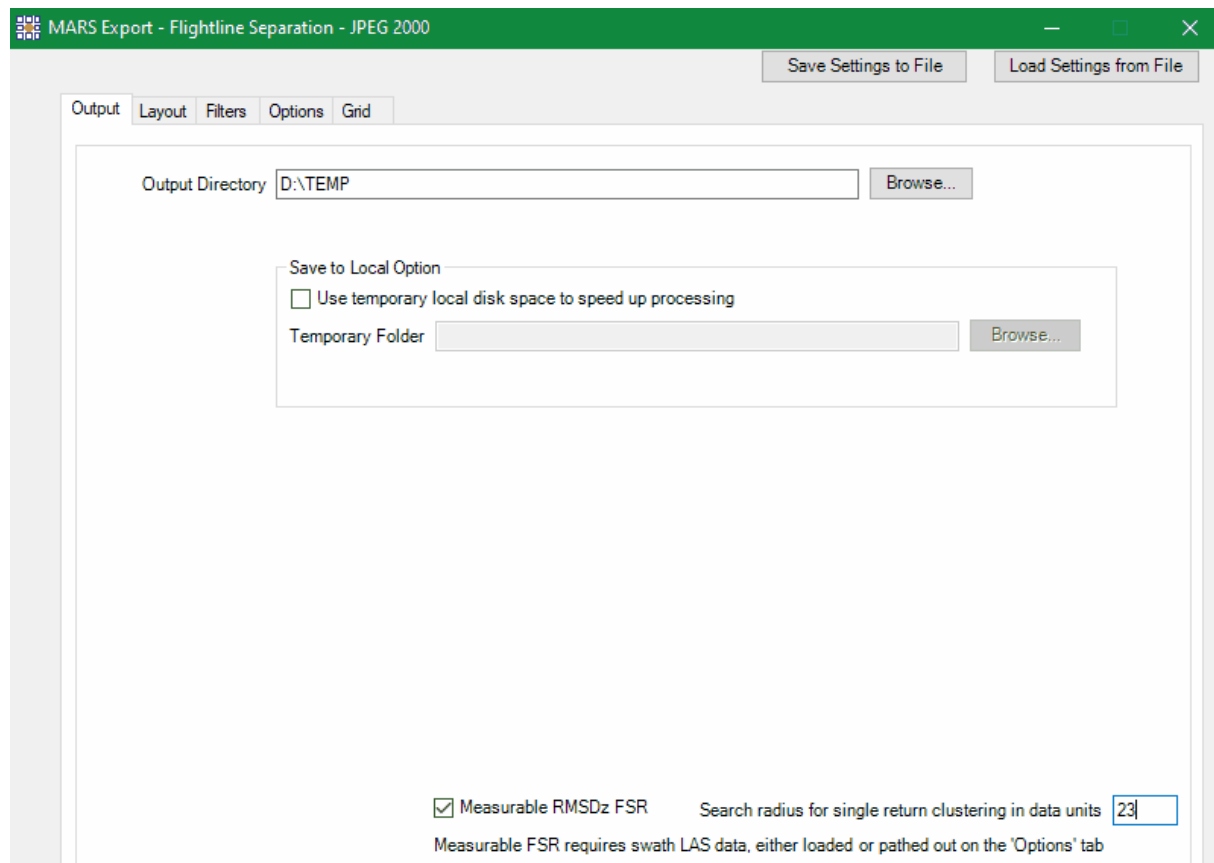 MARS Export - Flightline Separation - JPEG 2000
Save Settings to File Load Settings from File
Output Layout Filters Options Grid
Output Directory D:\TEMP Browse...
Save to Local Option
Use temporary local disk space to speed up processing
Temporary Folder Browse...
Measurable RMSDz FSR Search radius for single return clustering in data units 23
Measurable FSR requires swath LAS data, either loaded or pathed out on the 'Options' tab